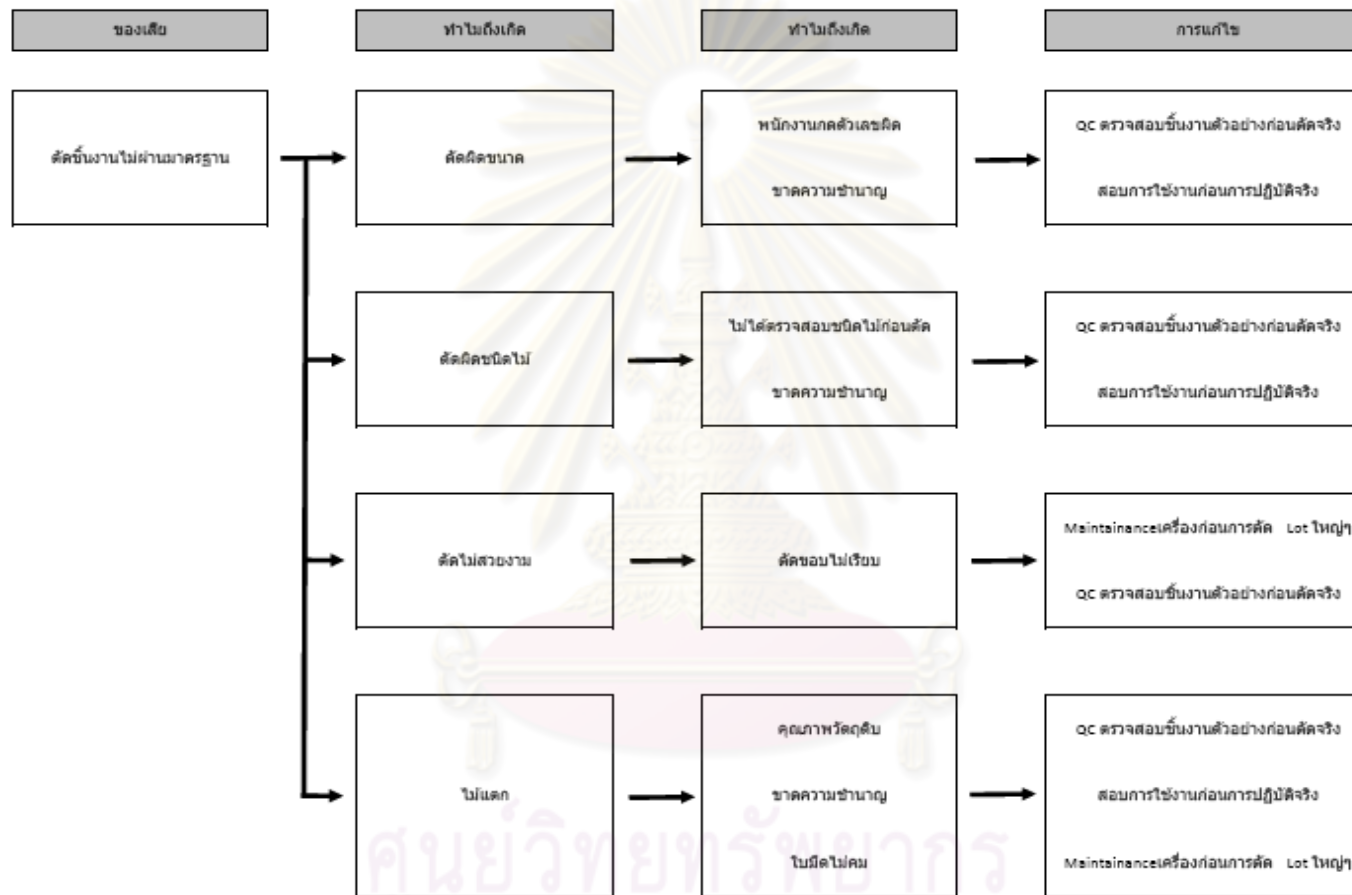 ของเสีย
ทำไมถึงเกิด
ทำไมถึงเกิด
การแก้ไข
ตัดชิ้นงานไม่ผ่านมาตรฐาน
ตัดผิดขนาด
พนักงานกดตัวเลขผิด
ขาดความชำนาญ
QC ตรวจสอบชิ้นงานตัวอย่างก่อนตัดจริง
สอบการใช้งานก่อนการปฏิบัติจริง
ตัดผิดชนิดไม้
ไม่ได้ตรวจสอบชนิดไม้ก่อนตัด
ขาดความชำนาญ
QC ตรวจสอบชิ้นงานตัวอย่างก่อนตัดจริง
สอบการใช้งานก่อนการปฏิบัติจริง
ตัดไม่สวยงาม
ตัดขอบไม่เรียบ
Maintainanceเครื่องก่อนการตัด Lot ใหญ่ๆ
QC ตรวจสอบชิ้นงานตัวอย่างก่อนตัดจริง
ไม้แตก
คุณภาพวัตถุดิบ
ขาดความชำนาญ
ใบมีดไม่คม
QC ตรวจสอบชิ้นงานตัวอย่างก่อนตัดจริง
สอบการใช้งานก่อนการปฏิบัติจริง
Maintainanceเครื่องก่อนการตัด Lot ใหญ่ๆ
ศูนย์วิทยทรัพยากร